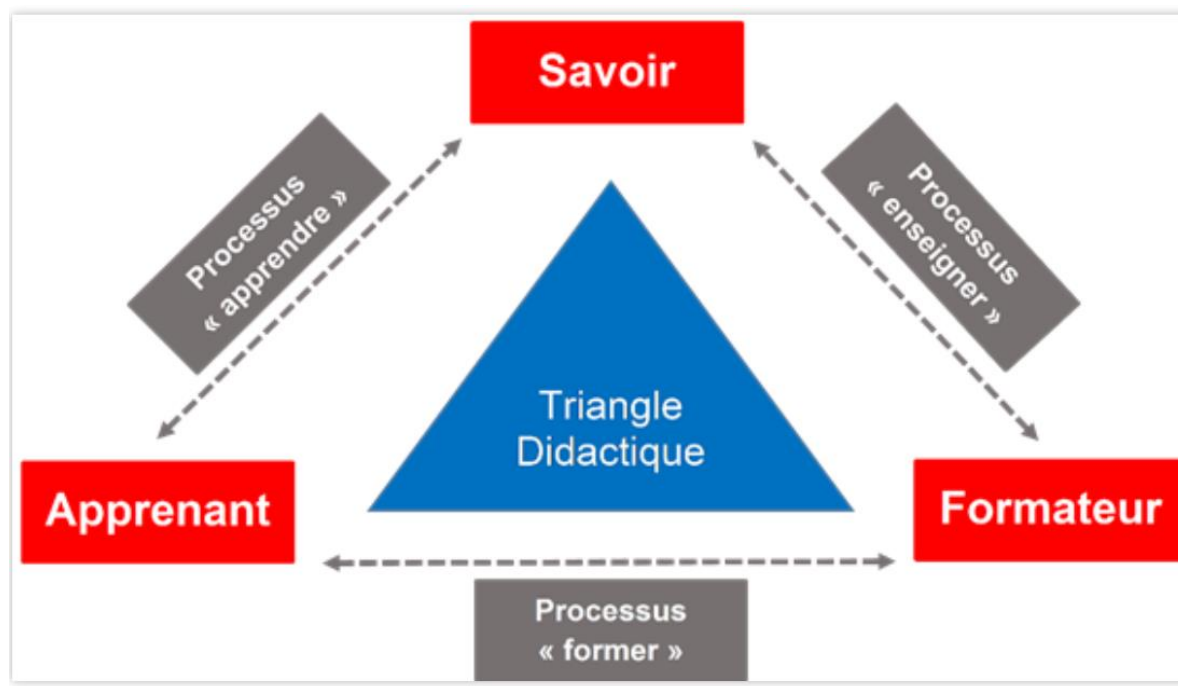 Savoir
Processus
« apprendre »
Processus
« enseigner »
Triangle
Didactique
Apprenant
Formateur
Processus
« former »